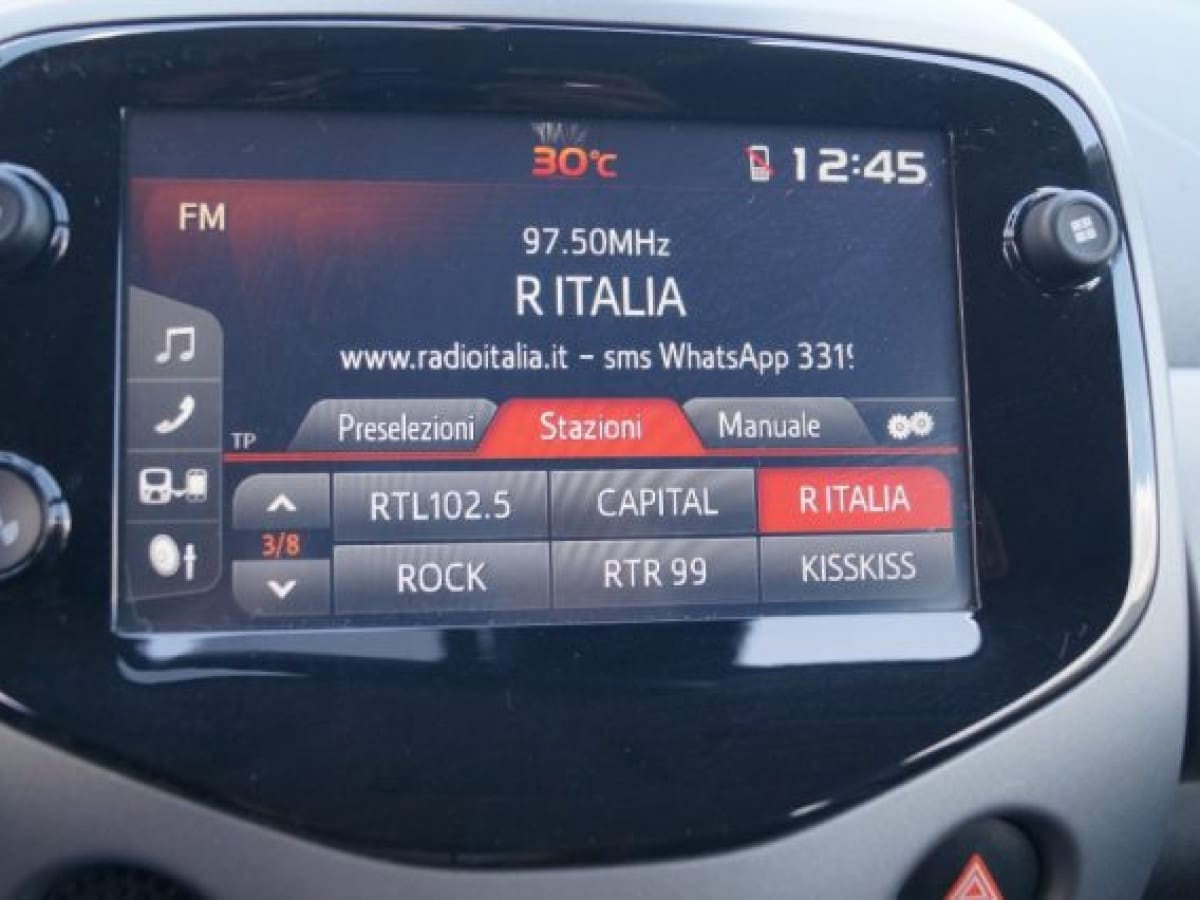 30°C 12:45
FM
97.50MHz
R ITALIA
www.radioitalia.it - sms WhatsApp 331
TP Preselezioni Stazioni Manuale
RTL102.5 CAPITAL R ITALIA
3/8
ROCK RTR 99 KISSKISS